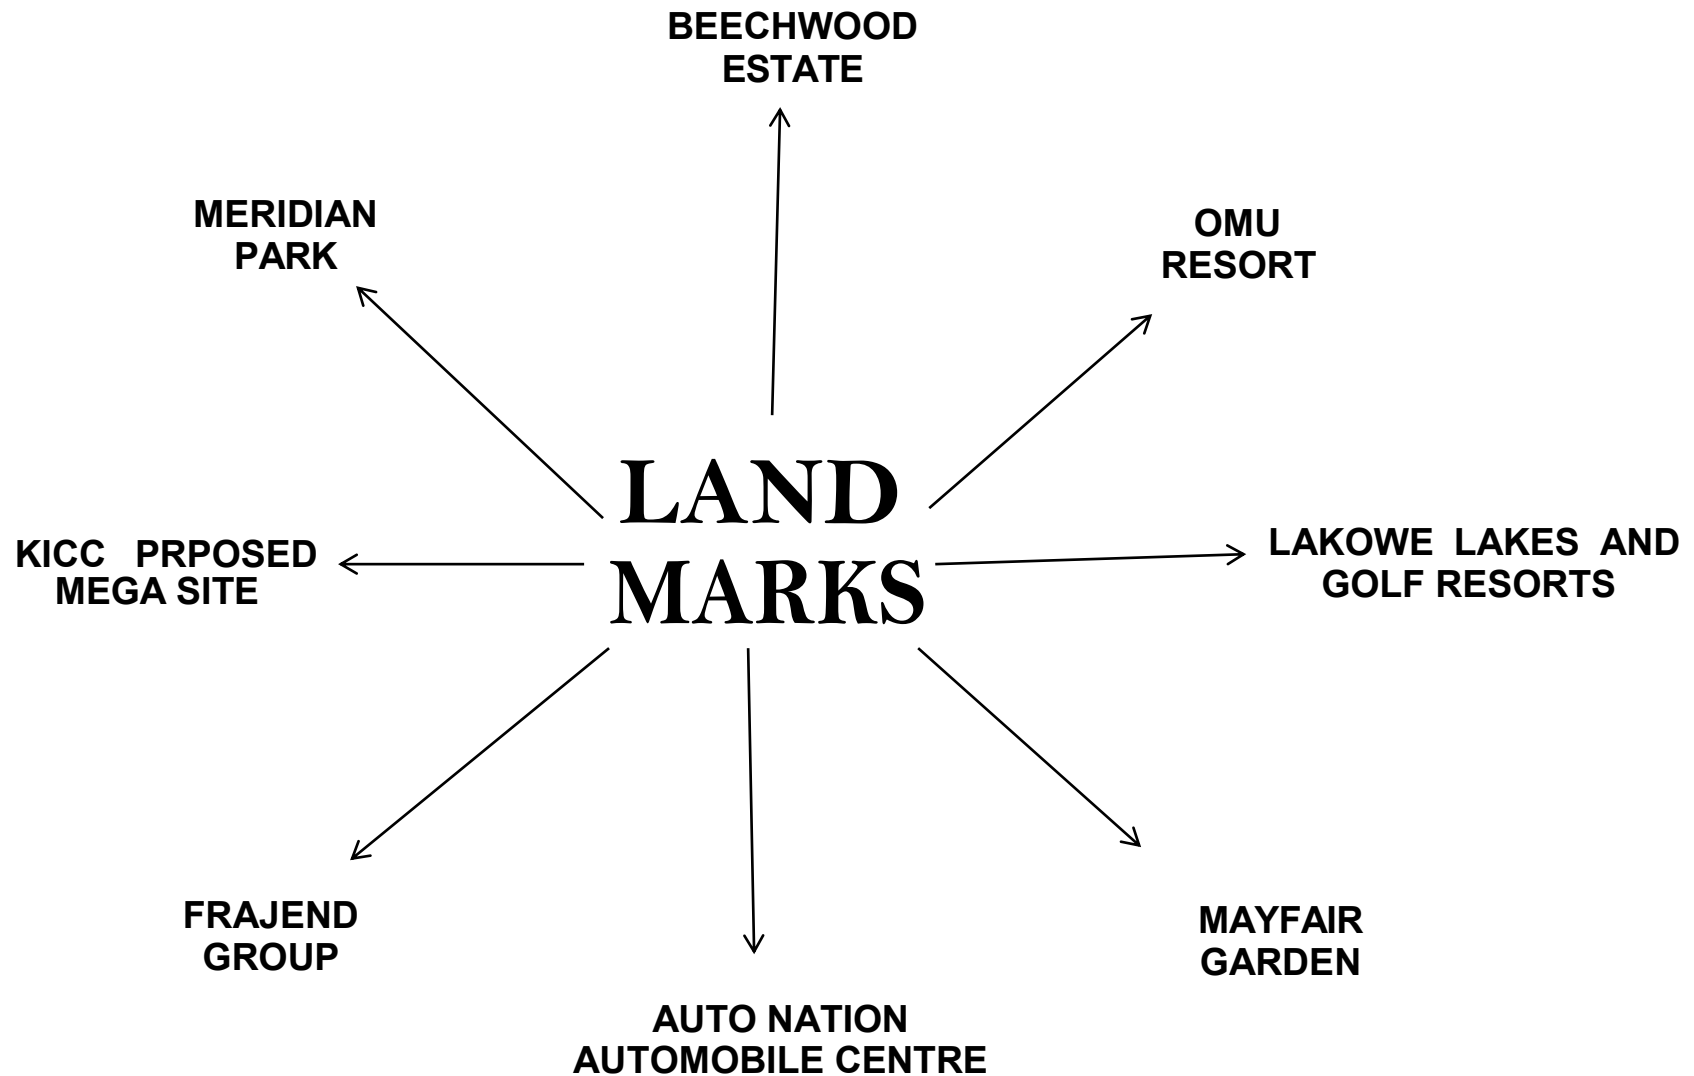 BEECHWOOD
ESTATE
MERIDIAN
PARK
OMU
RESORT
LAND
MARKS
KICC PRPOSED
MEGA SITE
LAKOWE LAKES AND
GOLF RESORTS
FRAJEND
GROUP
MAYFAIR
GARDEN
AUTO NATION
AUTOMOBILE CENTRE